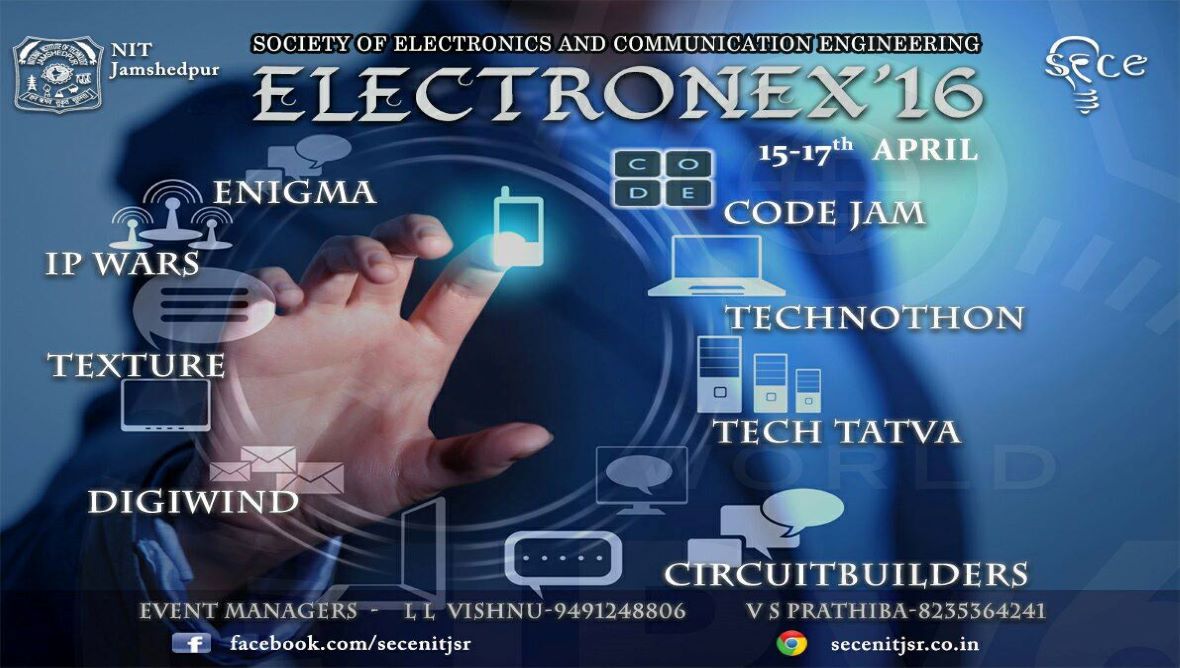 NIT
Jamshedpur
SOCIETY OF ELECTRONICS AND COMMUNICATION ENGINEERING
ELECTRONEX'16
sece
15-17th APRIL
CODE
ENIGMA
CODE JAM
IP WARS
TECHNOTHON
TEXTURE
TECH TATVA
WORLD
DIGIWIND
CIRCUITBUILDERS
EVENT MANAGERS - L L VISHNU-9491248806 V S PRATHIBA-8235364241
f facebook.com/secenitjsr secenitjsr.co.in